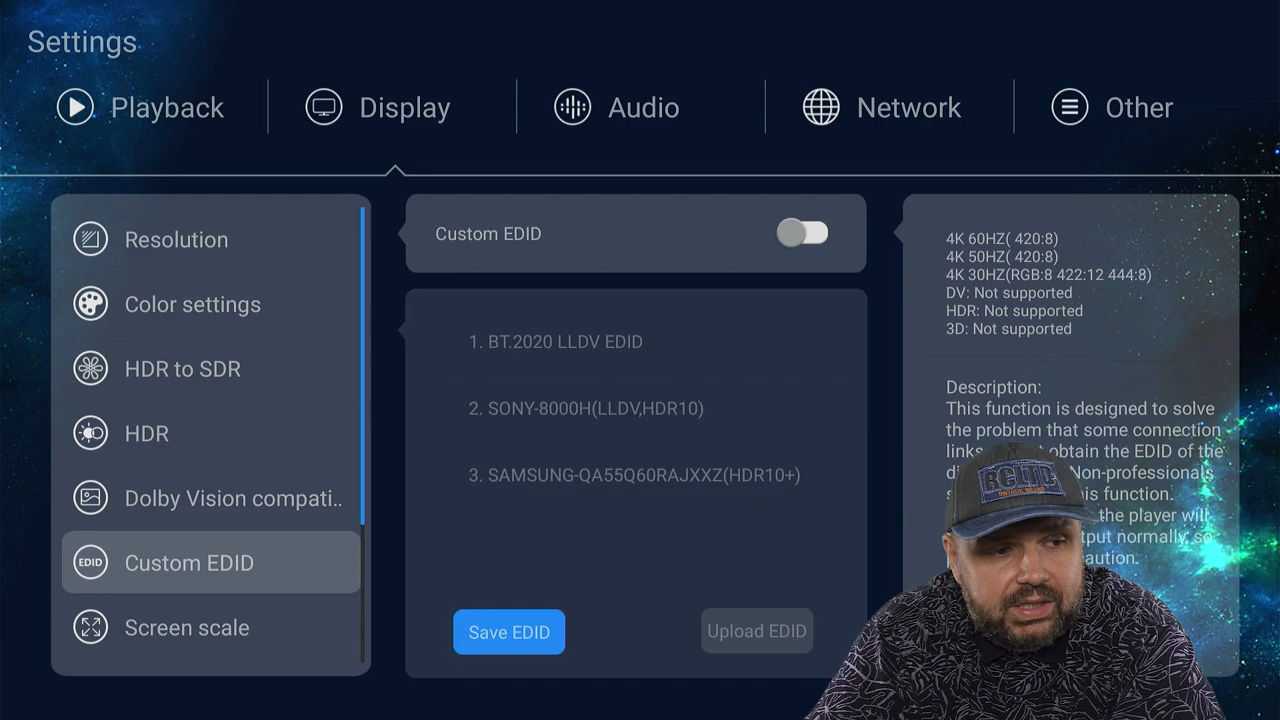 Settings
Playback
Display
Audio
Network
Other
Resolution
Color settings
HDR to SDR
HDR
Dolby Vision compati..
EDID
Custom EDID
Screen scale
Custom EDID
1. BT.2020 LLDV EDID
2. SONY-8000H(LLDV,HDR10)
3. SAMSUNG-QA55Q60RAJXXZ(HDR10+)
Save EDID
Upload EDID
4K 60HZ( 420:8)
4K 50HZ( 420:8)
4K 30HZ(RGB:8 422:12 444:8)
DV: Not supported
HDR: Not supported
3D: Not supported
Description:
This function is designed to solve
the problem that some connection
links obtain the EDID of the
Non-professionals
this function.
the player will
normally, so